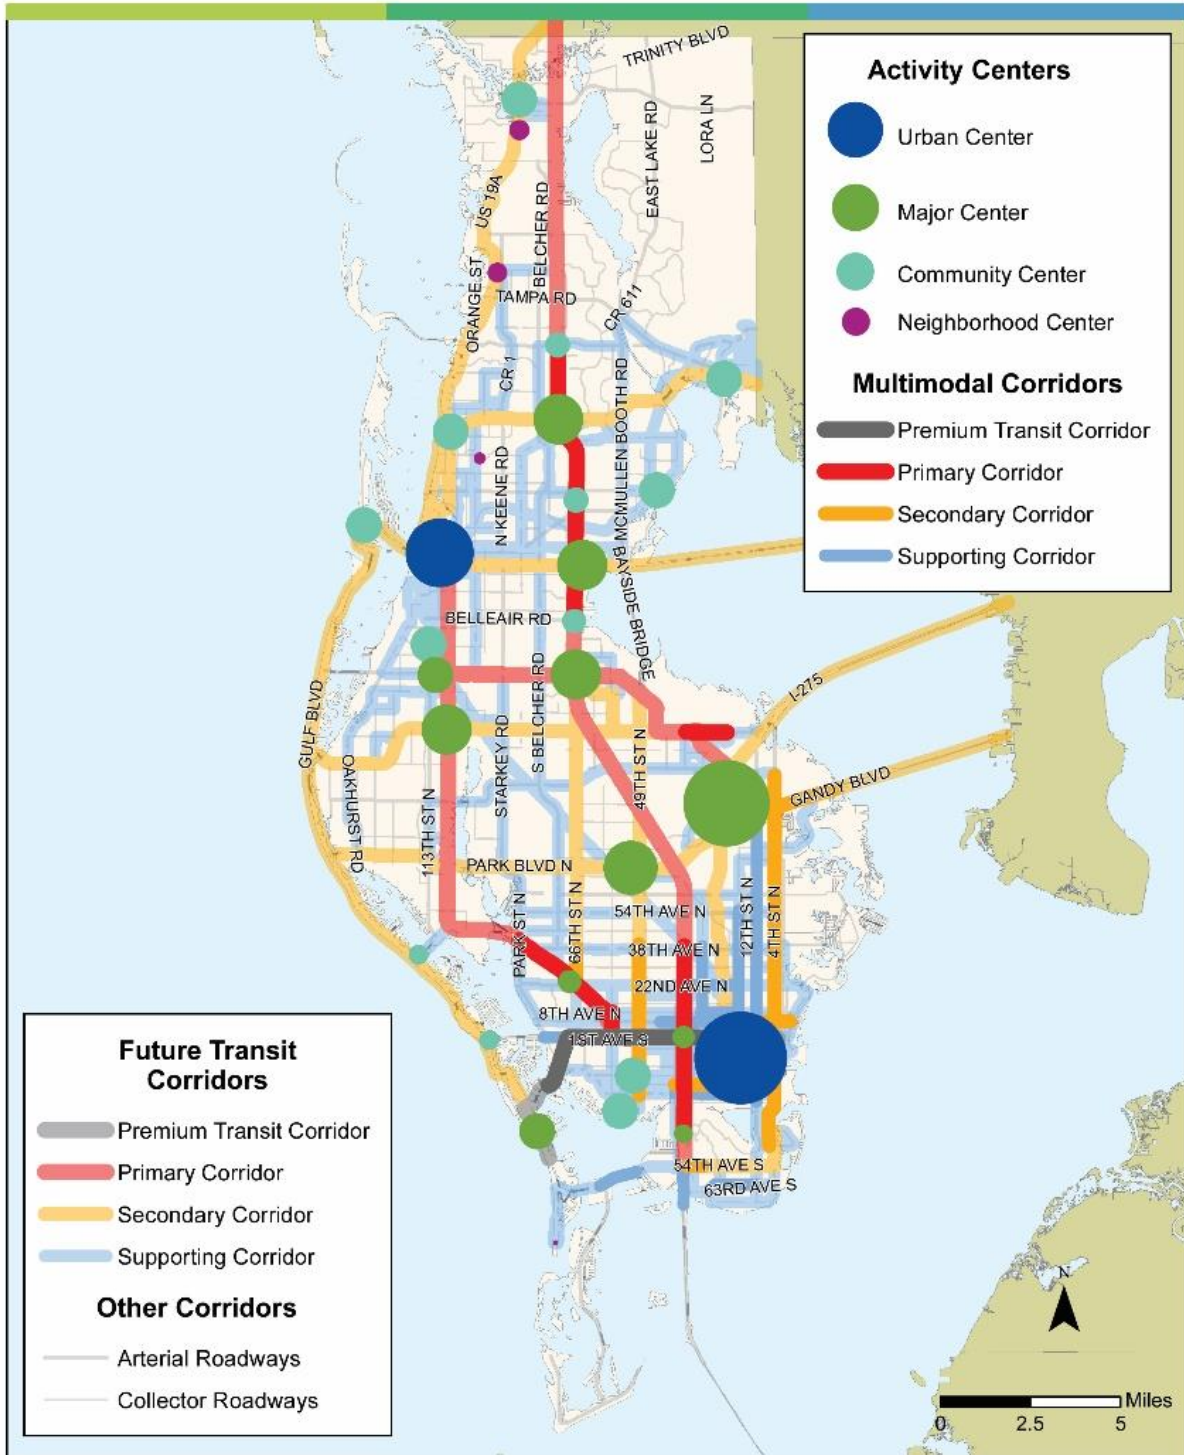 TRINITY BLVD
EAST LAKE RD
LORA LN
US 19A
BELCHER RD
ORANGE ST
TAMPA RD
CR 611
CR 1
MCMULLEN BOOTH RD
N KEENE RD
BAYSIDE BRIDGE
BELLEAIR RD
S BELCHER RD
GULF BLVD
I-275
STARKEY RD
49TH ST N
OAKHURST RD
113TH ST N
GANDY BLVD
PARK BLVD N
PARK ST N
66TH ST N
54TH AVE N
12TH ST N
4TH ST N
38TH AVE N
22ND AVE N
8TH AVE N
1ST AVE S
54TH AVE S
63RD AVE S
Activity Centers
Urban Center
Major Center
Community Center
Neighborhood Center
Multimodal Corridors
Premium Transit Corridor
Primary Corridor
Secondary Corridor
Supporting Corridor
Future Transit
Corridors
Premium Transit Corridor
Primary Corridor
Secondary Corridor
Supporting Corridor
Other Corridors
Arterial Roadways
Collector Roadways
N
Miles
0 2.5 5